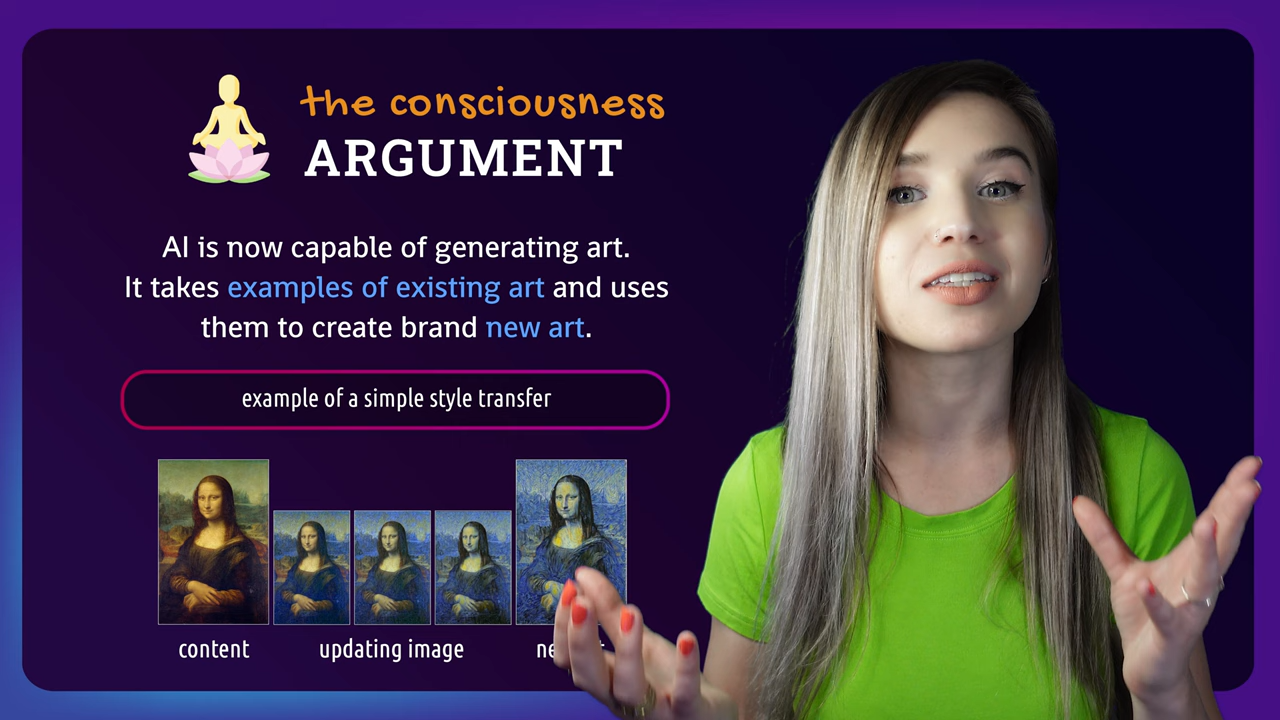 the consciousness
ARGUMENT
AI is now capable of generating art.
It takes examples of existing art and uses
them to create brand new art.
example of a simple style transfer
content updating image